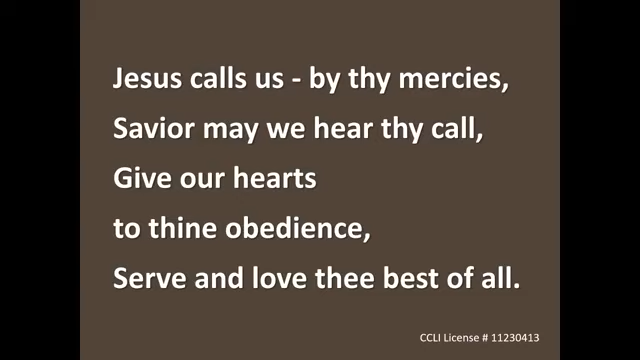 Jesus calls us - by thy mercies,
Savior may we hear thy call,
Give our hearts
to thine obedience,
Serve and love thee best of all.
CCLI License # 11230413